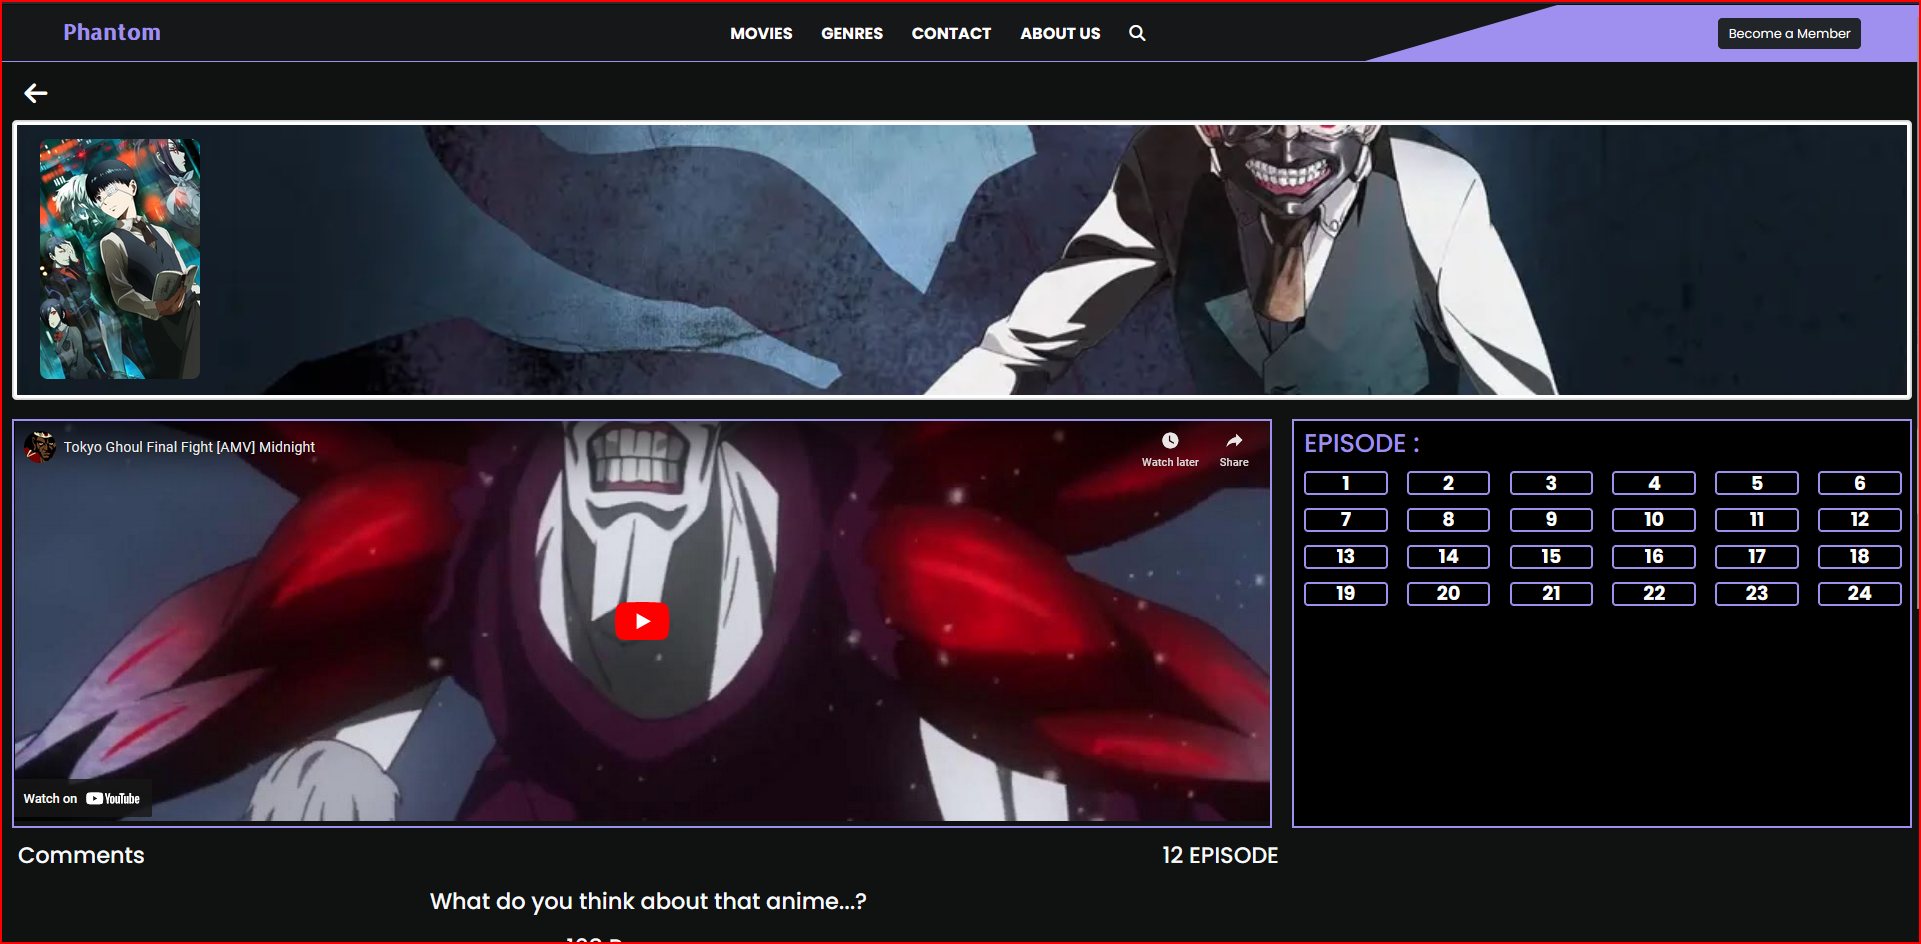 Phantom
MOVIES GENRES CONTACT ABOUT US
Become a Member
Tokyo Ghoul Final Fight [AMV] Midnight
Watch later Share
Watch on YouTube
EPISODE :
1 2 3 4 5 6
7 8 9 10 11 12
13 14 15 16 17 18
19 20 21 22 23 24
Comments 12 EPISODE
What do you think about that anime...?